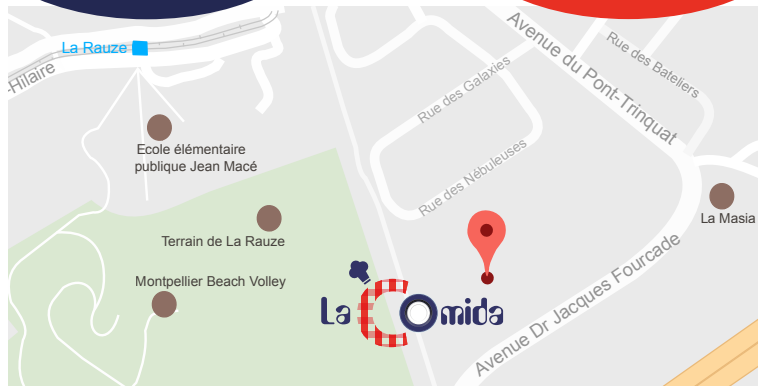 La Rauze
-Hilaire
Avenue du Pont-Trinquat
Rue des Bateliers
Rue des Galaxies
Ecole élémentaire
publique Jean Macé
Rue des Nébuleuses
La Masia
Terrain de La Rauze
Montpellier Beach Volley
La Comida
Avenue Dr Jacques Fourcade